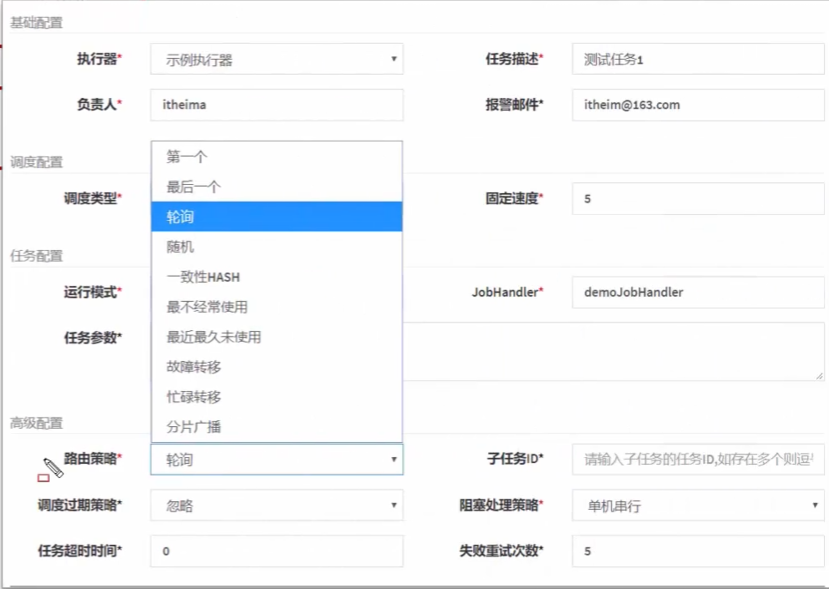 基础配置
执行器* 示例执行器 任务描述* 测试任务1
负责人* itheima 报警邮件* itheim@163.com
第一个
调度配置
最后一个
调度类型* 固定速度* 5
轮询
随机
任务配置
一致性HASH
运行模式* JobHandler* demoJobHandler
最不经常使用
任务参数* 最近最久未使用
故障转移
忙碌转移
高级配置
分片广播
路由策略* 轮询 子任务ID* 请输入子任务的任务ID,如存在多个则逗
调度过期策略* 忽略 阻塞处理策略* 单机串行
任务超时时间* 0 失败重试次数* 5